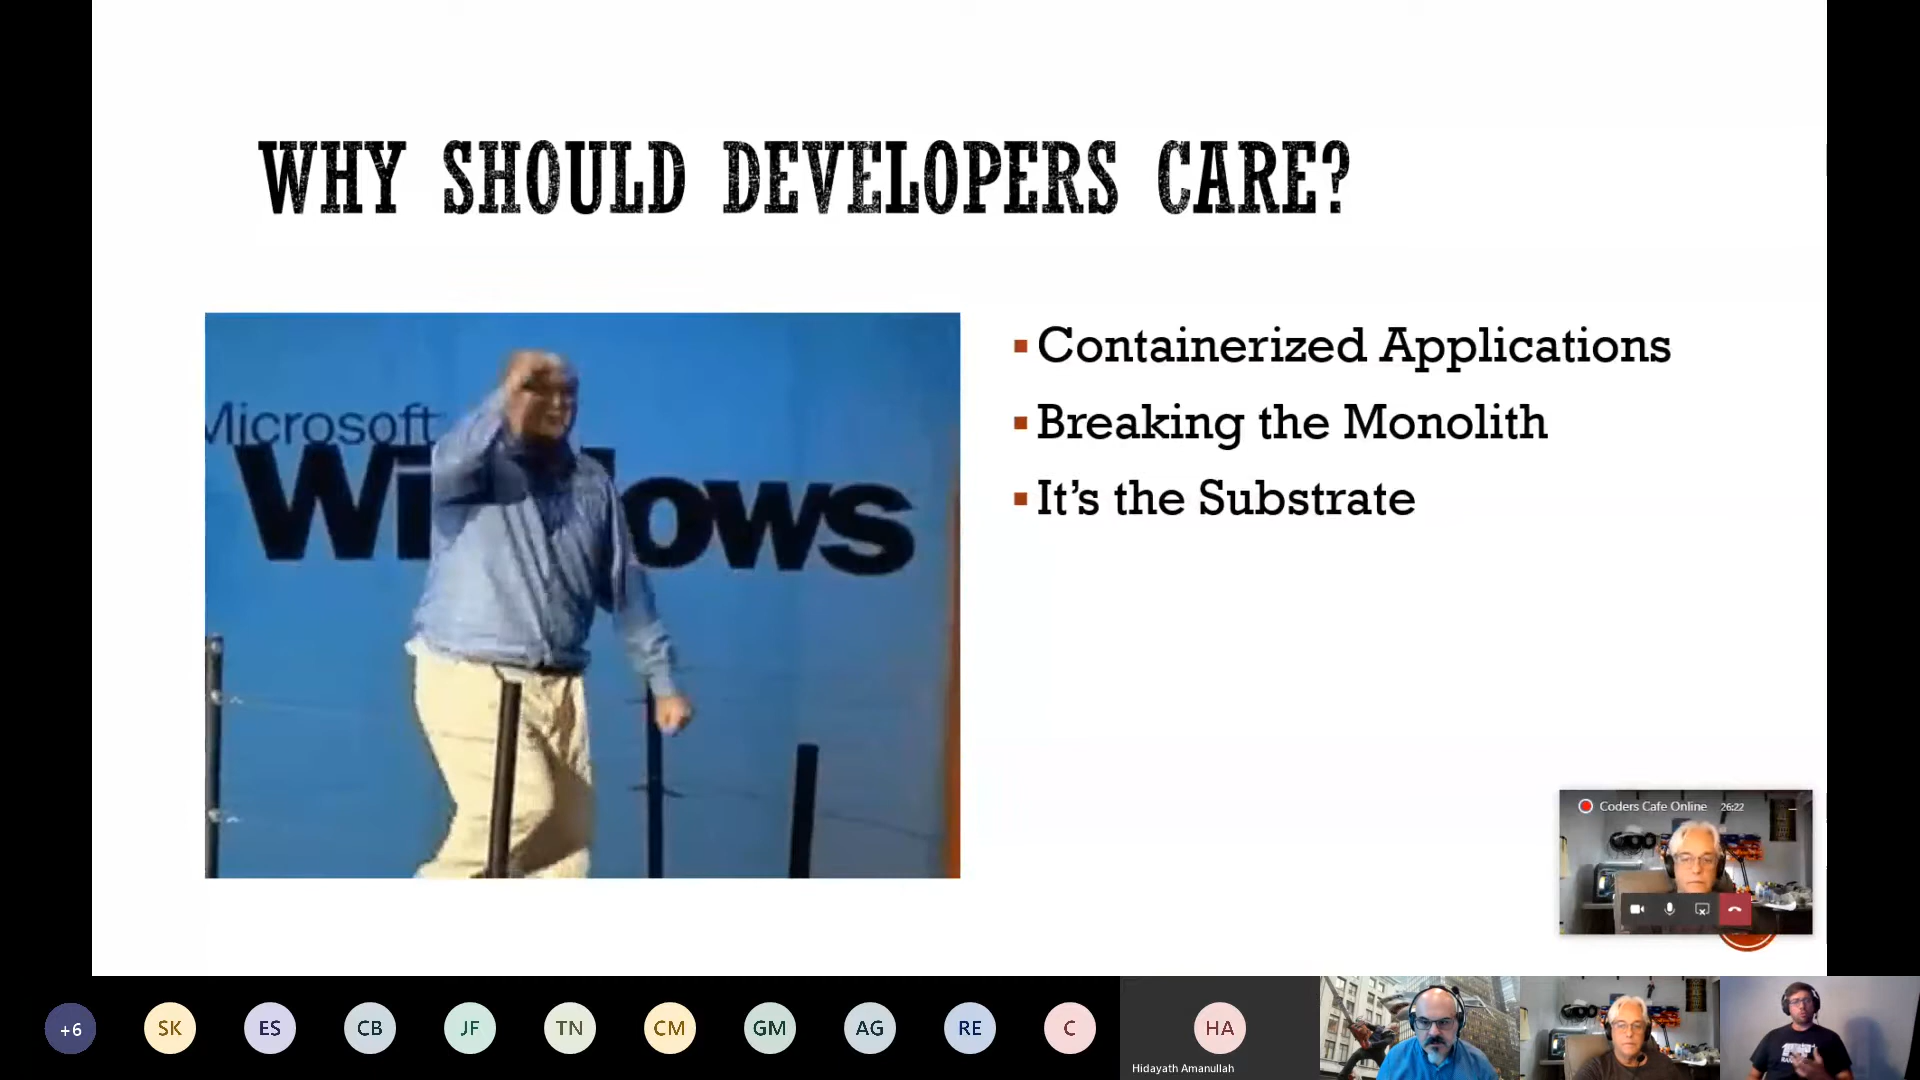 WHY SHOULD DEVELOPERS CARE?
Microsoft
Wi ows
Containerized Applications
Breaking the Monolith
It's the Substrate
Coders Cafe Online 26:22
+6
SK
ES
CB
JF
TN
CM
GM
AG
RE
C
HA
Hidayath Amanullah